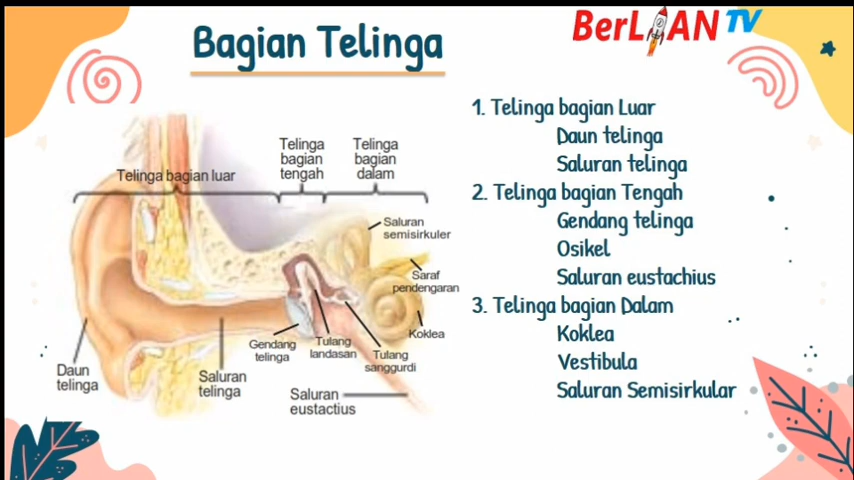 Bagian Telinga
BerLIAN TV
1. Telinga bagian Luar
Daun telinga
Saluran telinga
2. Telinga bagian Tengah
Gendang telinga
Osikel
Saluran eustachius
3. Telinga bagian Dalam
Koklea
Vestibula
Saluran Semisirkular
Telinga bagian luar
Telinga
bagian
tengah
Telinga
bagian
dalam
Saluran
semisirkuler
Saraf
pendengaran
Koklea
Gendang
telinga
Tulang
landasan
Tulang
sanggurdi
Daun
telinga
Saluran
telinga
Saluran
eustactius